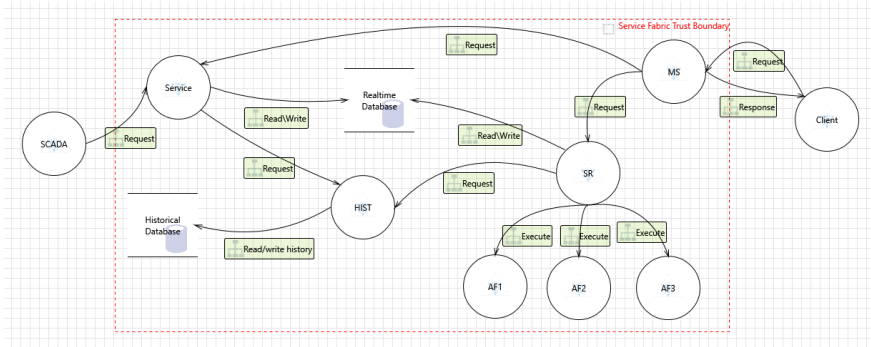 Service Fabric Trust Boundary
Request
Request
MS
Service
Realtime
Database
Request
Response
Read\Write
Client
Read\Write
Request
SCADA
Request
SR
Request
HIST
Historical
Database
Read/write history
Execute
Execute
Execute
AF1
AF2
AF3